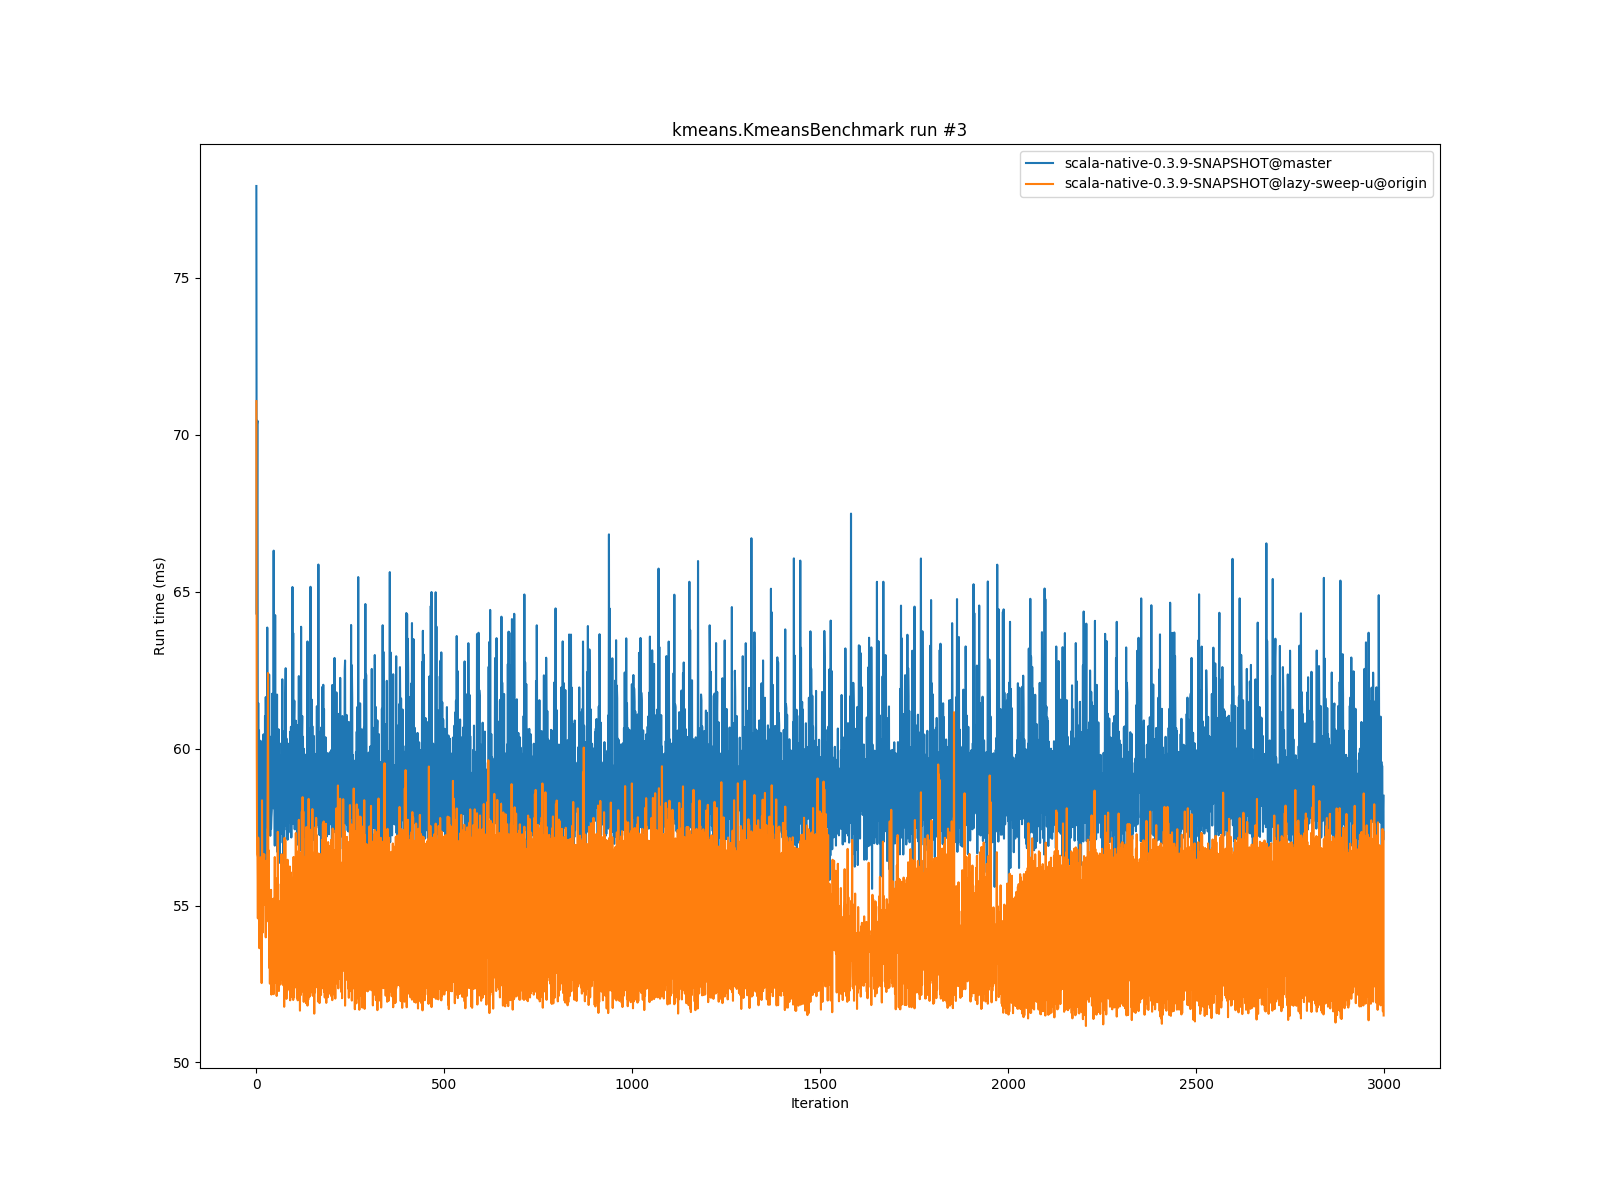 kmeans.KmeansBenchmark run #3
scala-native-0.3.9-SNAPSHOT@master
scala-native-0.3.9-SNAPSHOT@lazy-sweep-u@origin
75
70
65
60
55
50
Run time (ms)
0 500 1000 1500 2000 2500 3000
Iteration